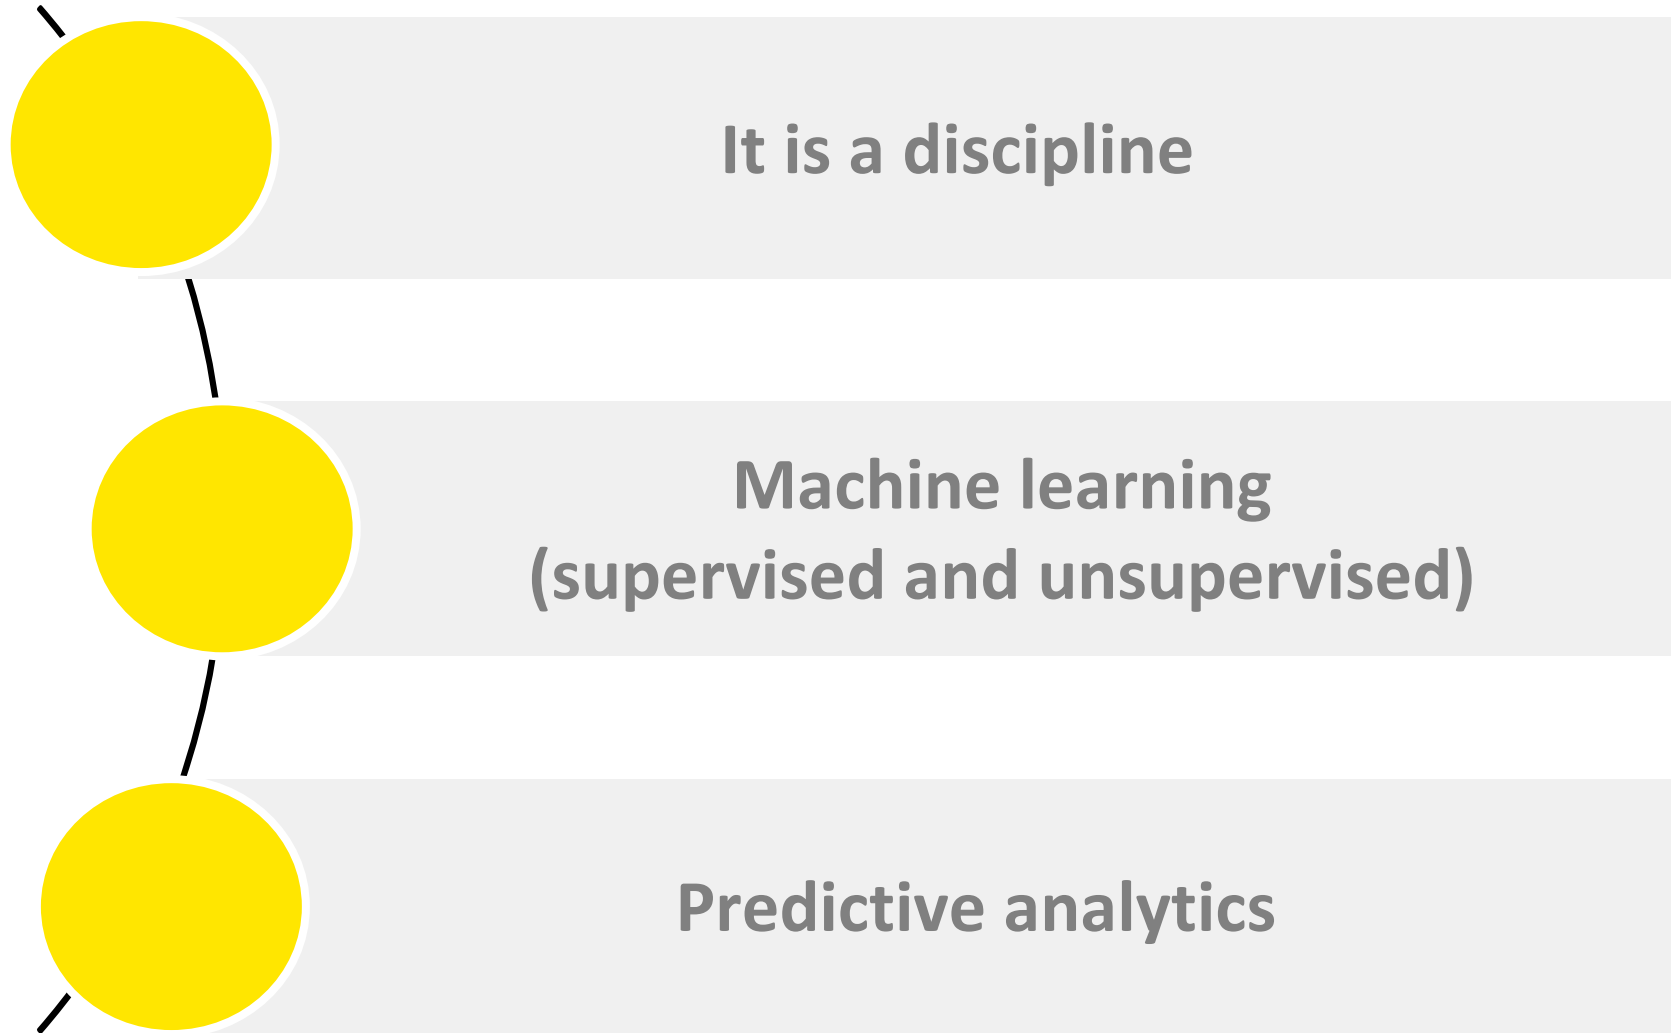 It is a discipline
Machine learning
(supervised and unsupervised)
Predictive analytics